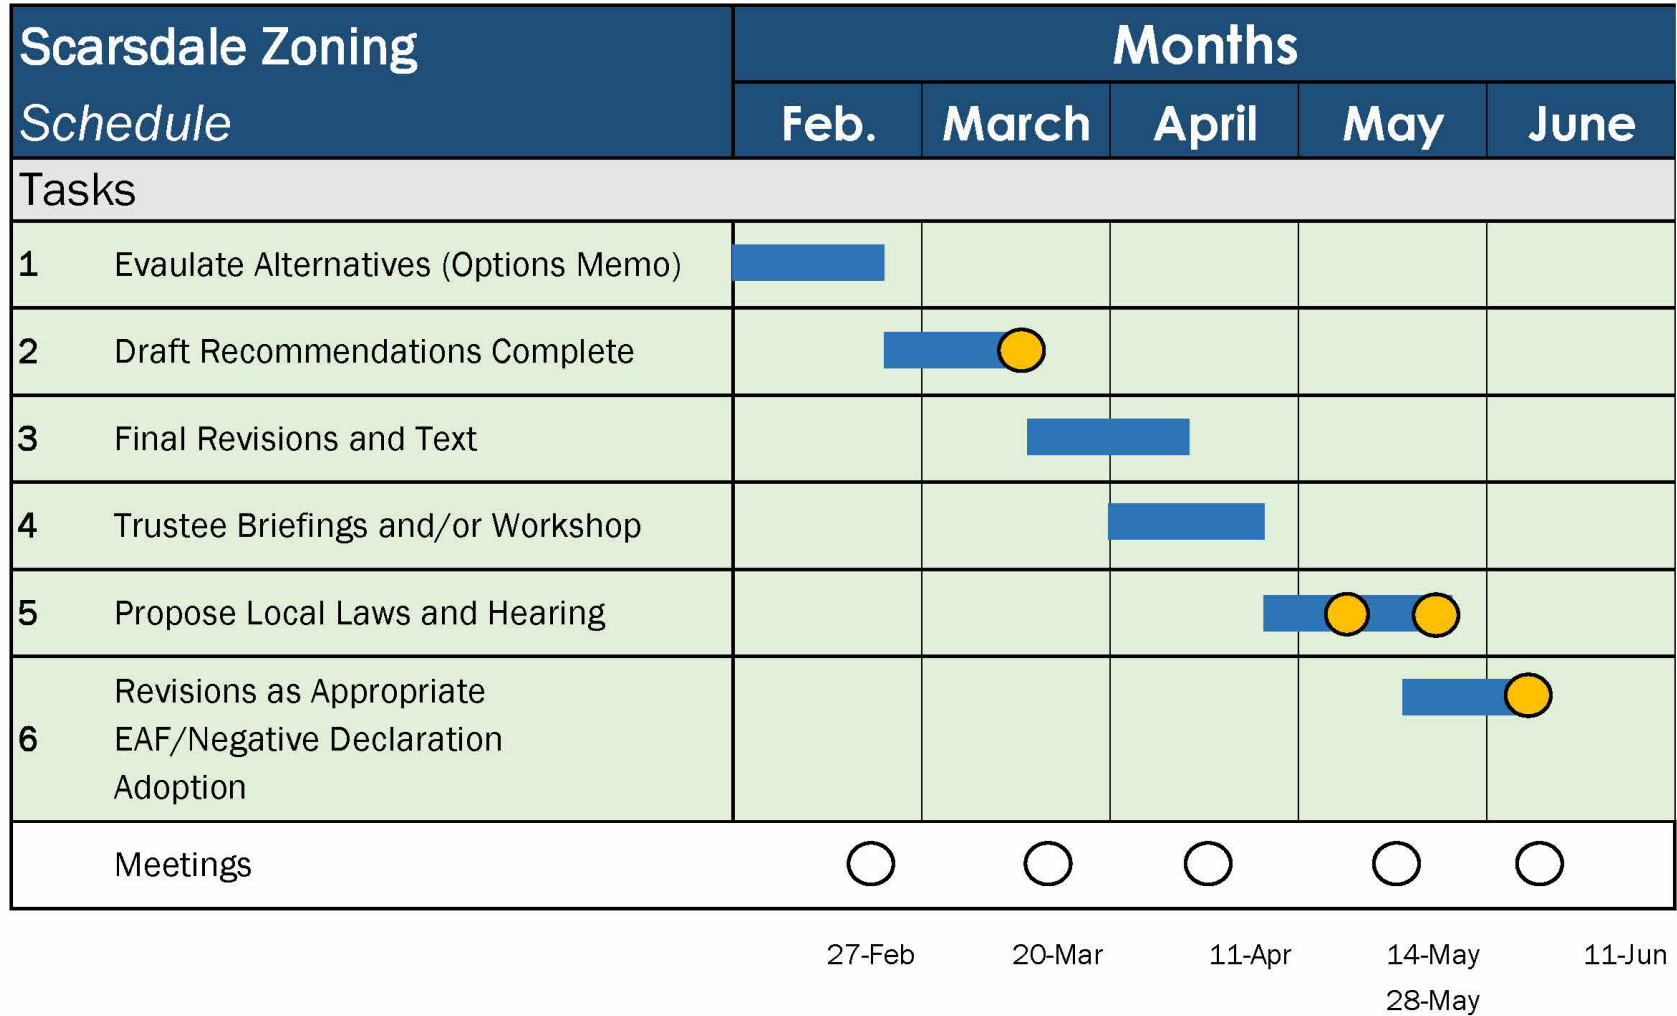 Scarsdale Zoning
Schedule
Months
Feb. March April May June
Tasks
1 Evaulate Alternatives (Options Memo)
2 Draft Recommendations Complete
3 Final Revisions and Text
4 Trustee Briefings and/or Workshop
5 Propose Local Laws and Hearing
6 Revisions as Appropriate
EAF/Negative Declaration
Adoption
Meetings
27-Feb 20-Mar 11-Apr 14-May 11-Jun
28-May